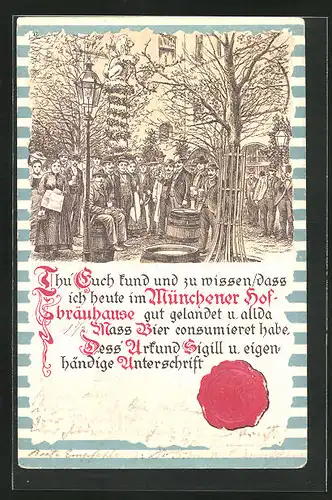 Thu Euch kund und zu wissen/dass
ich heute im Münchener Hof-
bräuhause gut gelandet u. allda
Mass Bier consumieret habe,
Dess' Urkund Sigill u. eigen-
händige Unterschrift